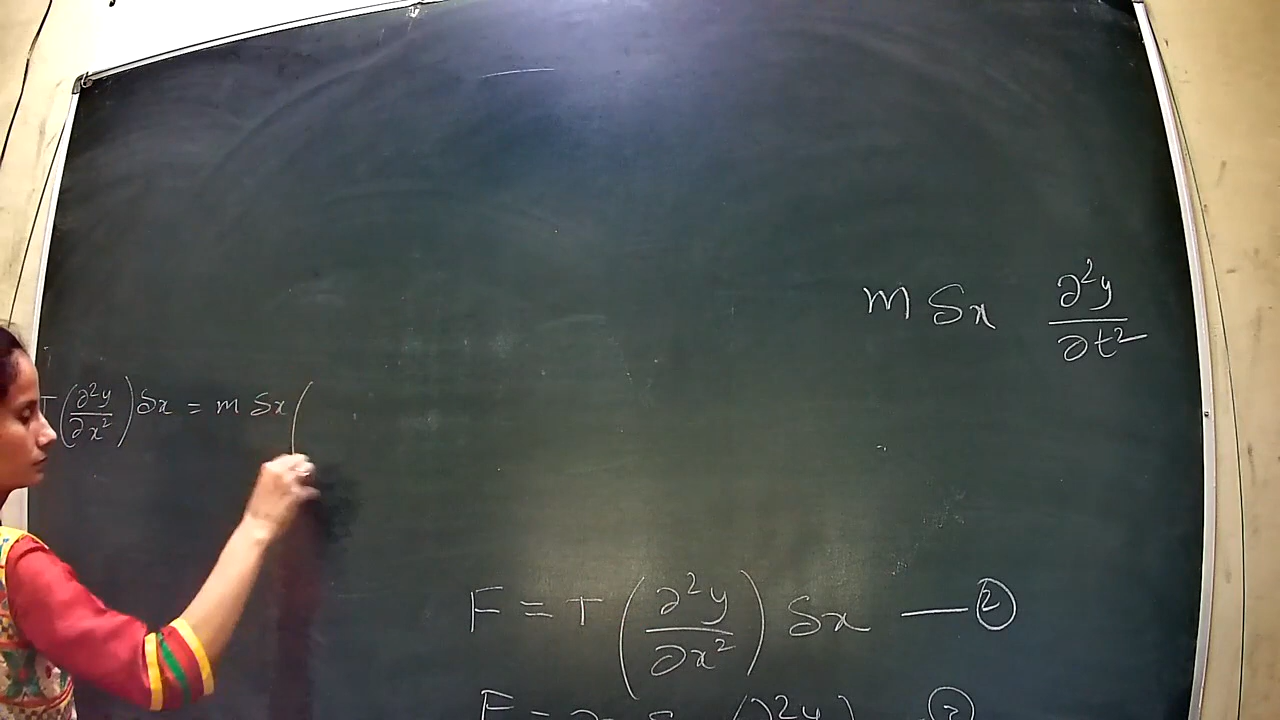 m δx ∂²y/∂t²
T(∂²y/∂x²)δx = m δx (
F = T (∂²y/∂x²) δx — ②
F =